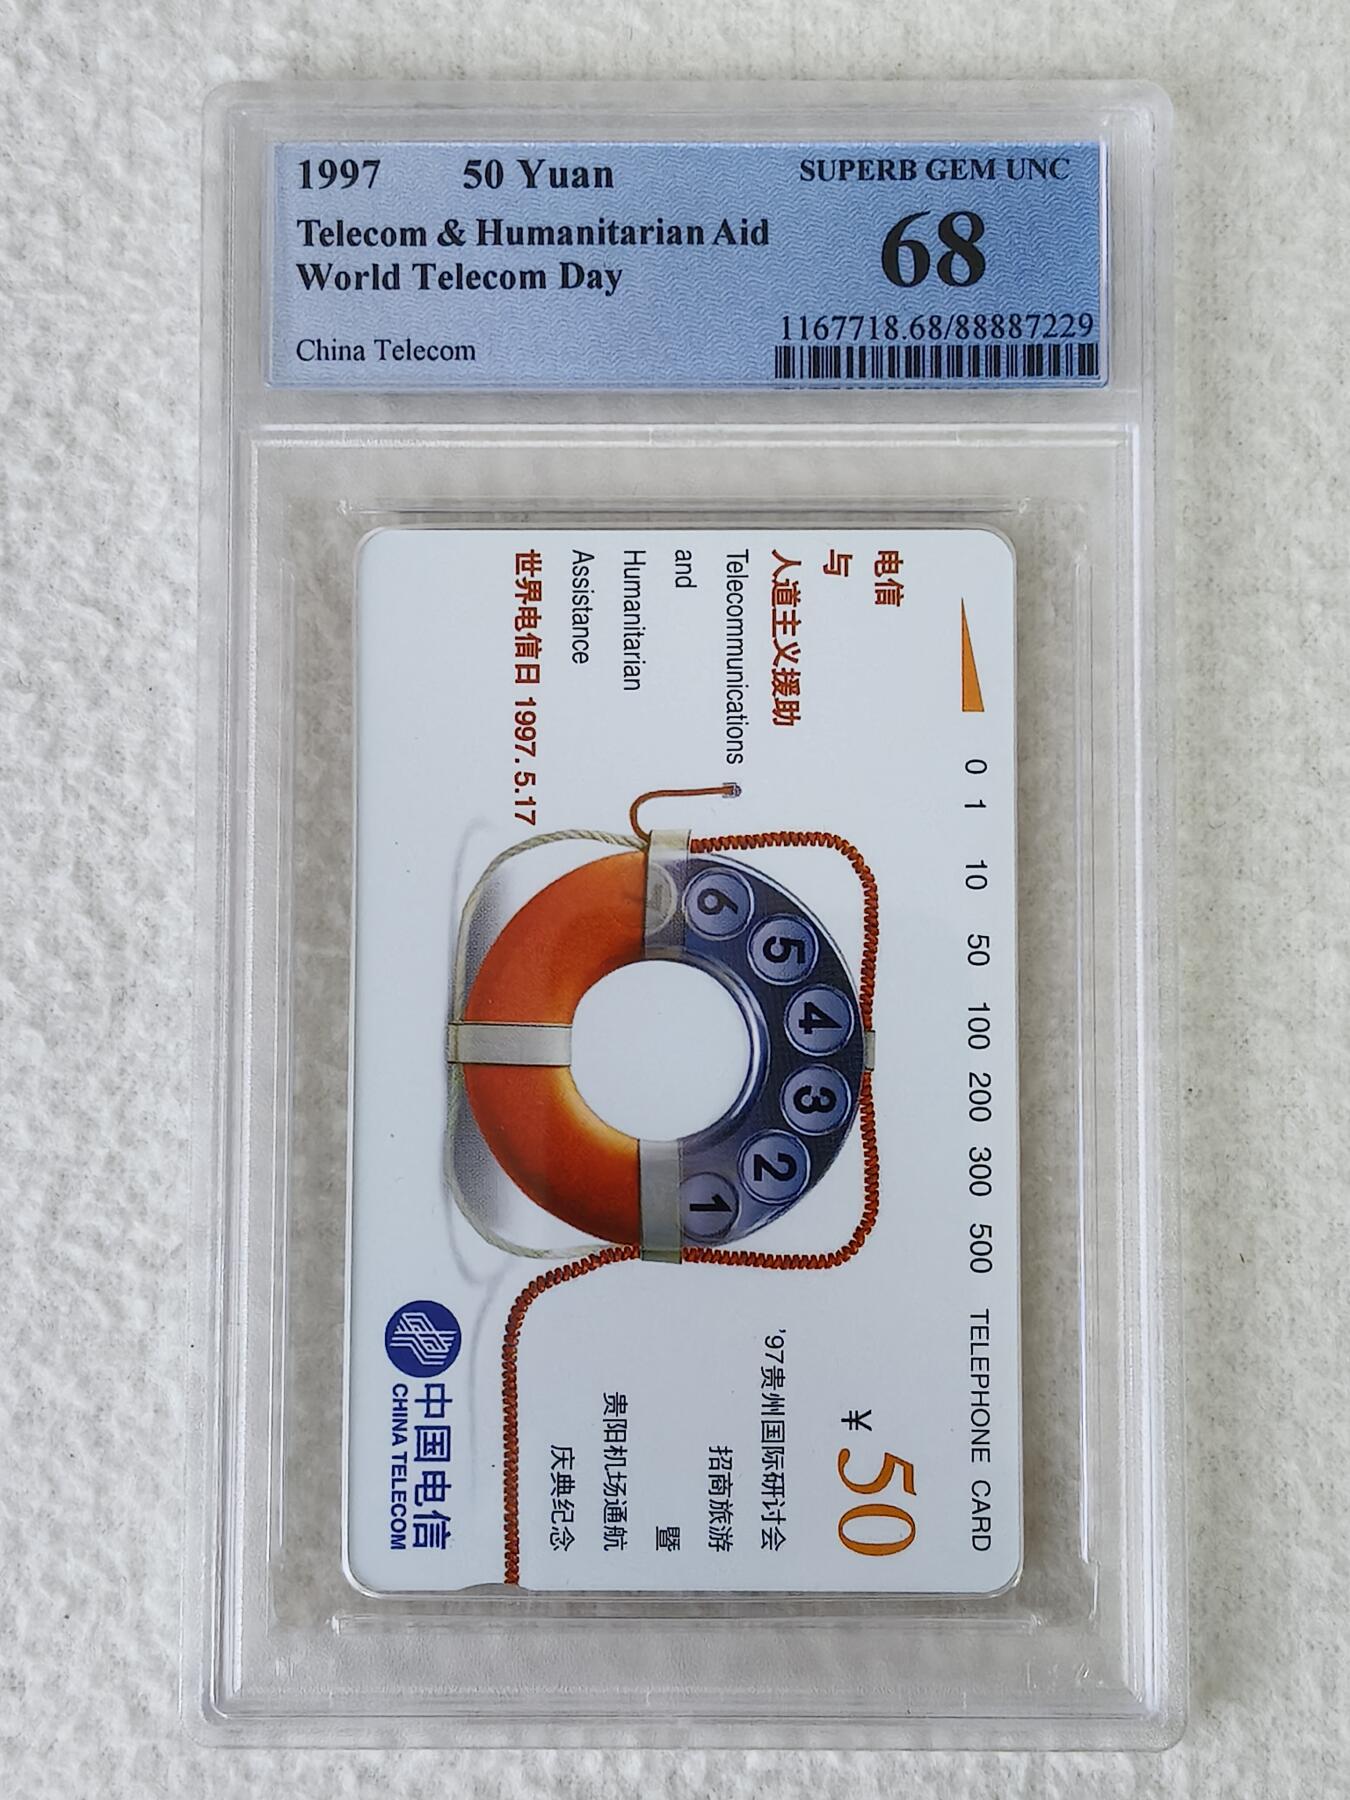 1997 50 Yuan
SUPERB GEM UNC
Telecom & Humanitarian Aid
68
World Telecom Day
1167718.68/88887229
China Telecom
0 1 10 50 100 200 300 500 TELEPHONE CARD
电信
与
人道主义援助
Telecommunications
and
Humanitarian
Assistance
世界电信日 1997.5.17
6
5
4
3
2
1
¥50
'97贵州国际研讨会
招商旅游
暨
贵阳机场通航
庆典纪念
中国电信
CHINA TELECOM